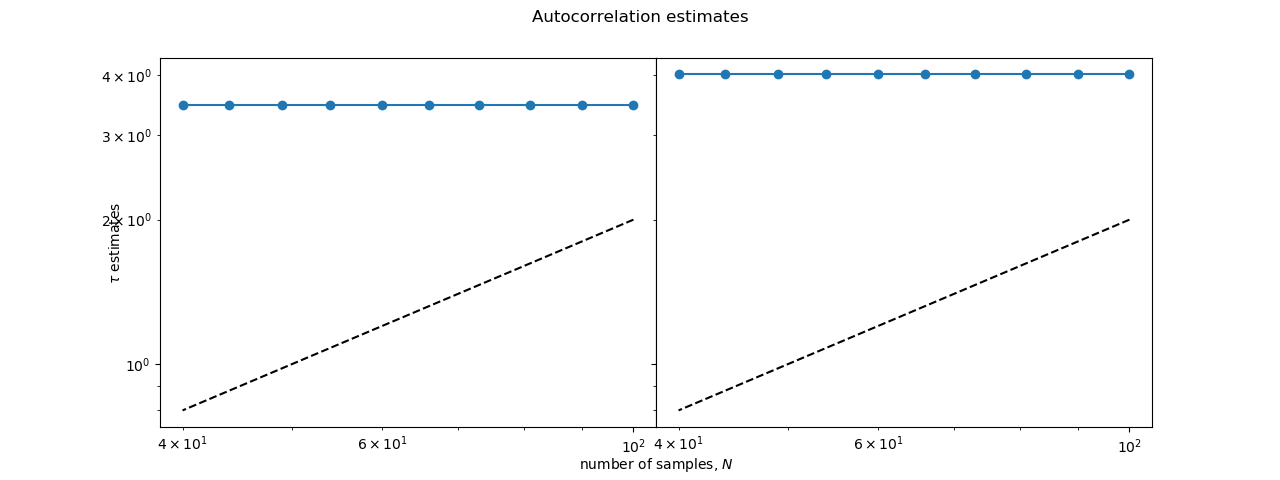 Autocorrelation estimates
4 × 10⁰
3 × 10⁰
2 × 10⁰
10⁰
τ estimates
4 × 10¹
6 × 10¹
10²
4 × 10¹
6 × 10¹
10²
number of samples, N